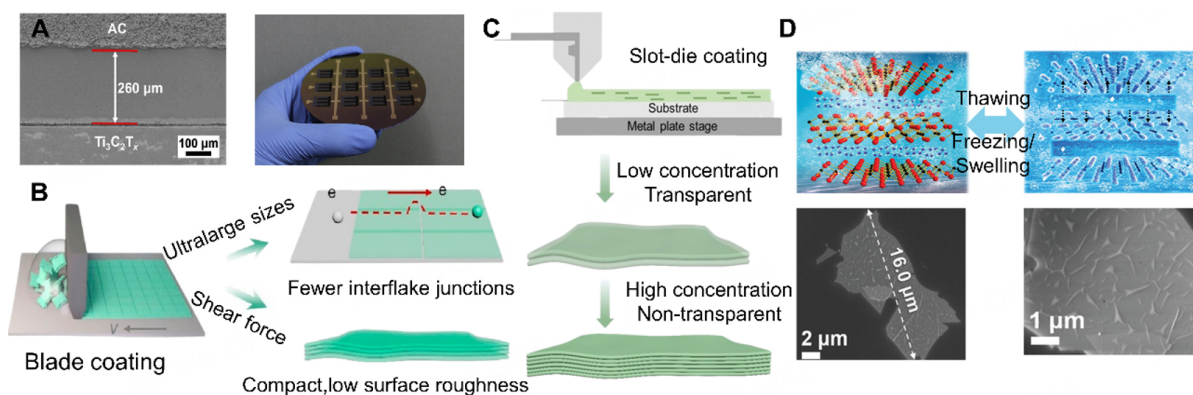 A
AC
260 μm
Ti₃C₂Tₓ
100 μm
B
Ultralarge sizes
Shear force
V
Blade coating
e
e
Fewer interflake junctions
Compact,low surface roughness
C
Slot-die coating
Substrate
Metal plate stage
Low concentration
Transparent
High concentration
Non-transparent
D
Thawing
Freezing/
Swelling
16.0 μm
2 μm
1 μm